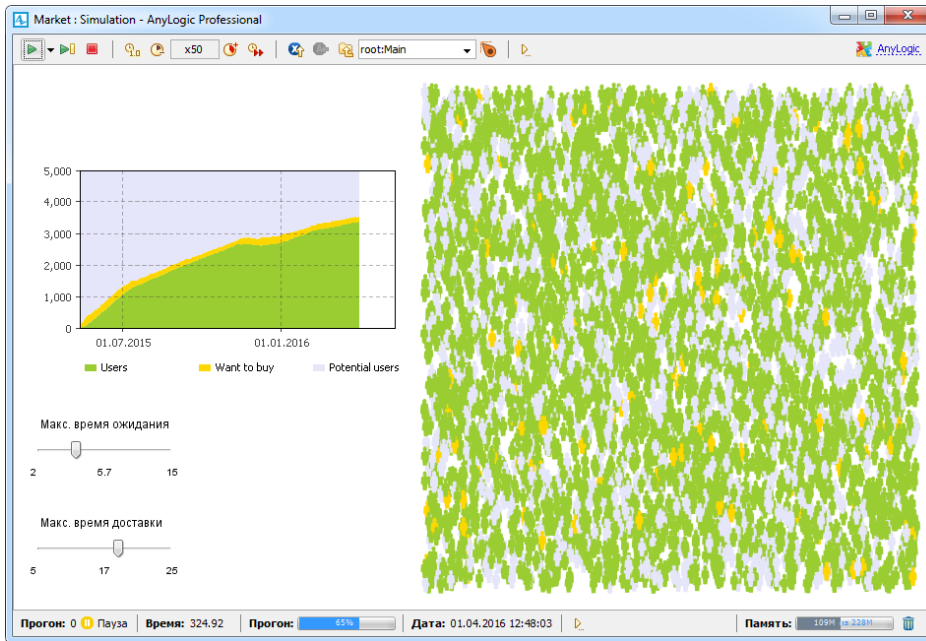 Market : Simulation - AnyLogic Professional
1.0 x50 root:Main AnyLogic
5,000
4,000
3,000
2,000
1,000
0
01.07.2015 01.01.2016
Users Want to buy Potential users
Макс. время ожидания
2 5.7 15
Макс. время доставки
5 17 25
Прогон: 0 Пауза Время: 324.92 Прогон: 65% Дата: 01.04.2016 12:48:03 Память: 109M из 228M